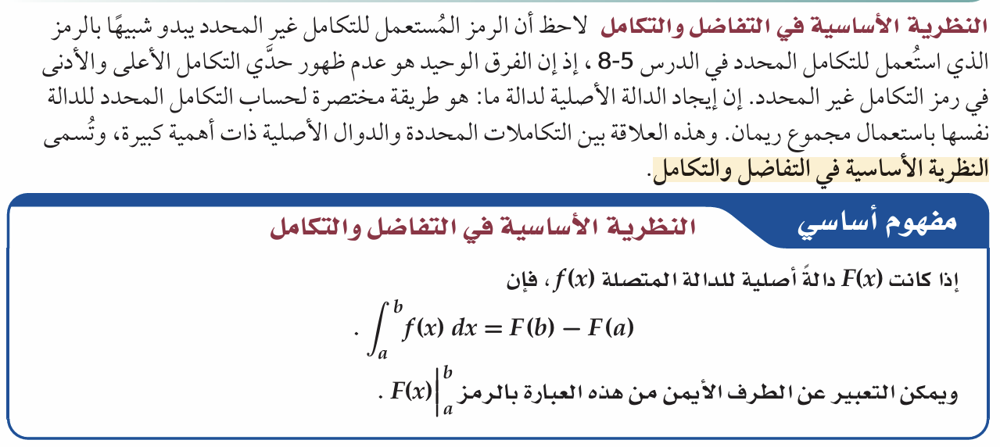 النظرية الأساسية في التفاضل والتكامل لاحظ أن الرمز المُستعمل للتكامل غير المحدد يبدو شبيهًا بالرمز
الذي استُعمل للتكامل المحدد في الدرس 5-8 ، إذ إن الفرق الوحيد هو عدم ظهور حدَّي التكامل الأعلى والأدنى
في رمز التكامل غير المحدد. إن إيجاد الدالة الأصلية لدالة ما: هو طريقة مختصرة لحساب التكامل المحدد للدالة
نفسها باستعمال مجموع ريمان. وهذه العلاقة بين التكاملات المحددة والدوال الأصلية ذات أهمية كبيرة، وتُسمى
النظرية الأساسية في التفاضل والتكامل.
مفهوم أساسي
النظرية الأساسية في التفاضل والتكامل
إذا كانت F(x) دالةً أصلية للدالة المتصلة f(x) ، فإن
∫_a^b f(x) dx = F(b) − F(a) .
ويمكن التعبير عن الطرف الأيمن من هذه العبارة بالرمز F(x)|_a^b .